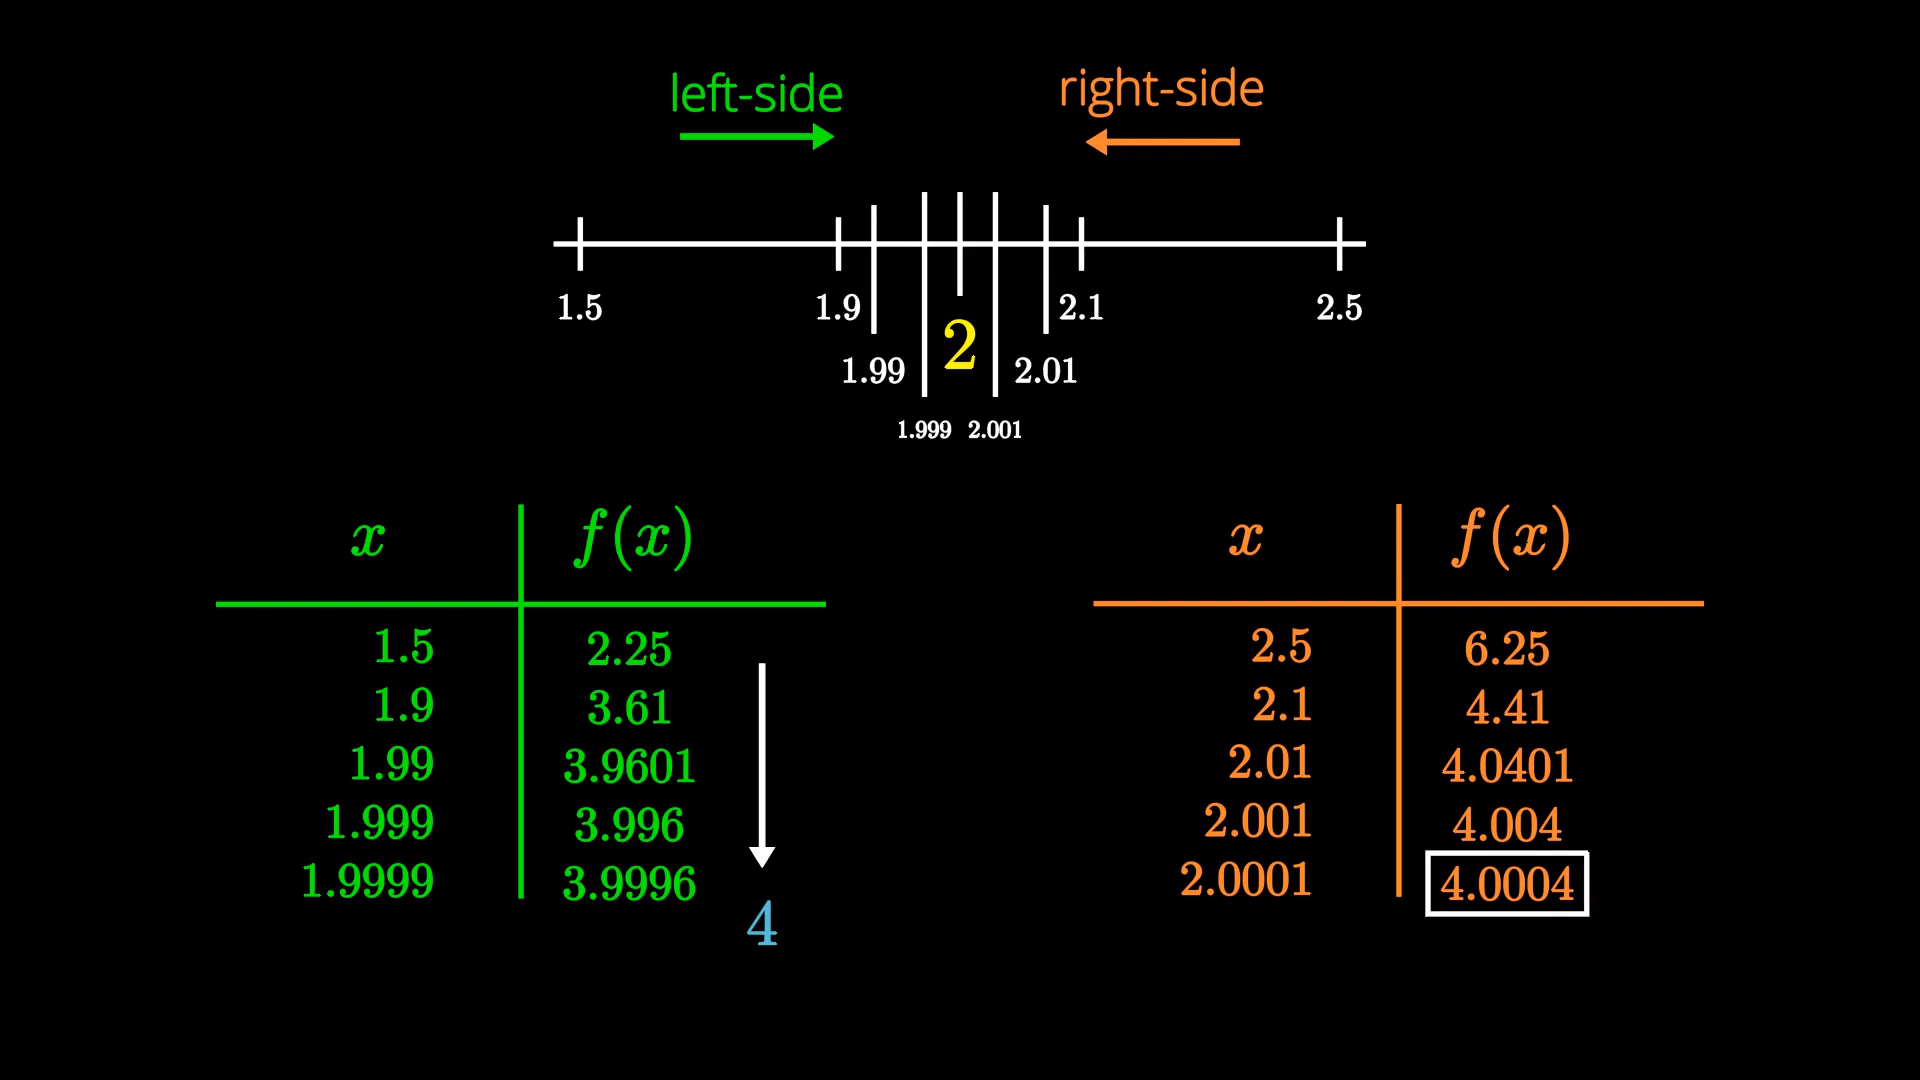 left-side right-side
1.5 1.9 2.1 2.5
2
1.99 2.01
1.999 2.001
x f(x) x f(x)
1.5 2.25 2.5 6.25
1.9 3.61 2.1 4.41
1.99 3.9601 2.01 4.0401
1.999 3.996 2.001 4.004
1.9999 3.9996 2.0001 4.0004
4